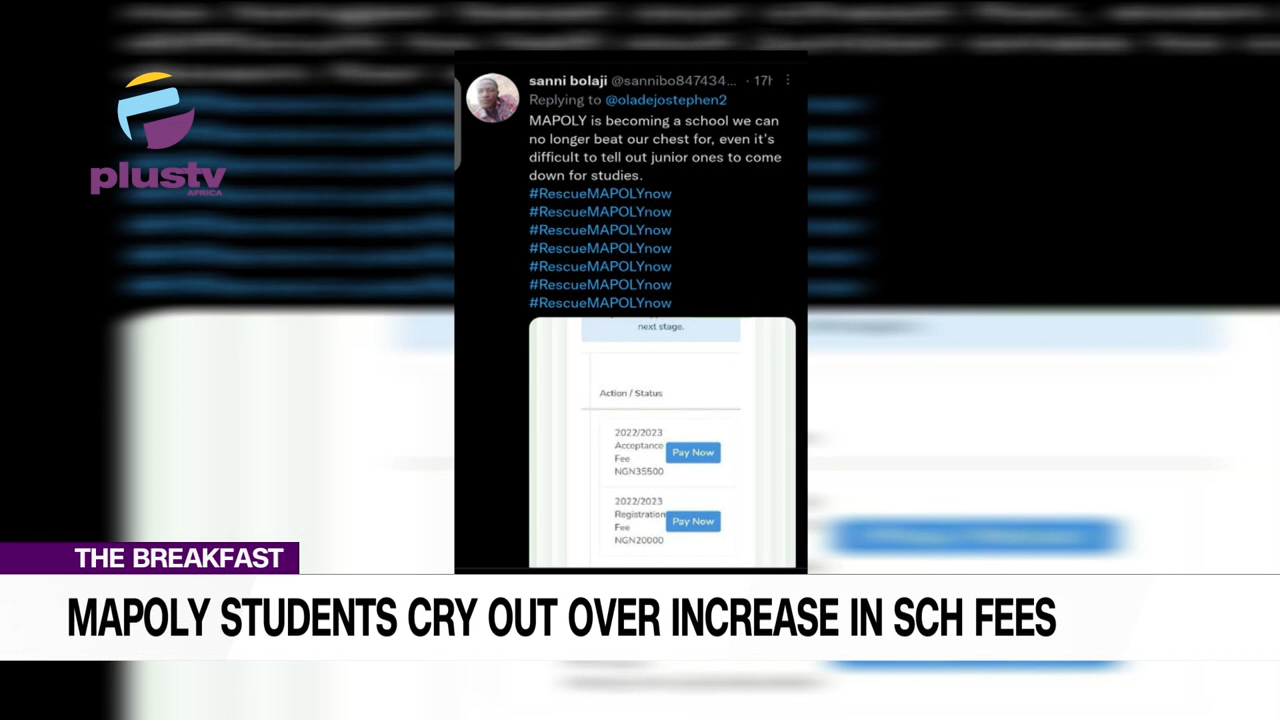 plustv
AFRICA
sanni bolaji @sannibo847434... · 17h
Replying to @oladejostephen2
MAPOLY is becoming a school we can
no longer beat our chest for, even it's
difficult to tell out junior ones to come
down for studies.
#RescueMAPOLYnow
#RescueMAPOLYnow
#RescueMAPOLYnow
#RescueMAPOLYnow
#RescueMAPOLYnow
#RescueMAPOLYnow
#RescueMAPOLYnow
next stage.
Action / Status
2022/2023
Acceptance
Fee
NGN35500
Pay Now
2022/2023
Registration
Fee
NGN20000
Pay Now
THE BREAKFAST
MAPOLY STUDENTS CRY OUT OVER INCREASE IN SCH FEES